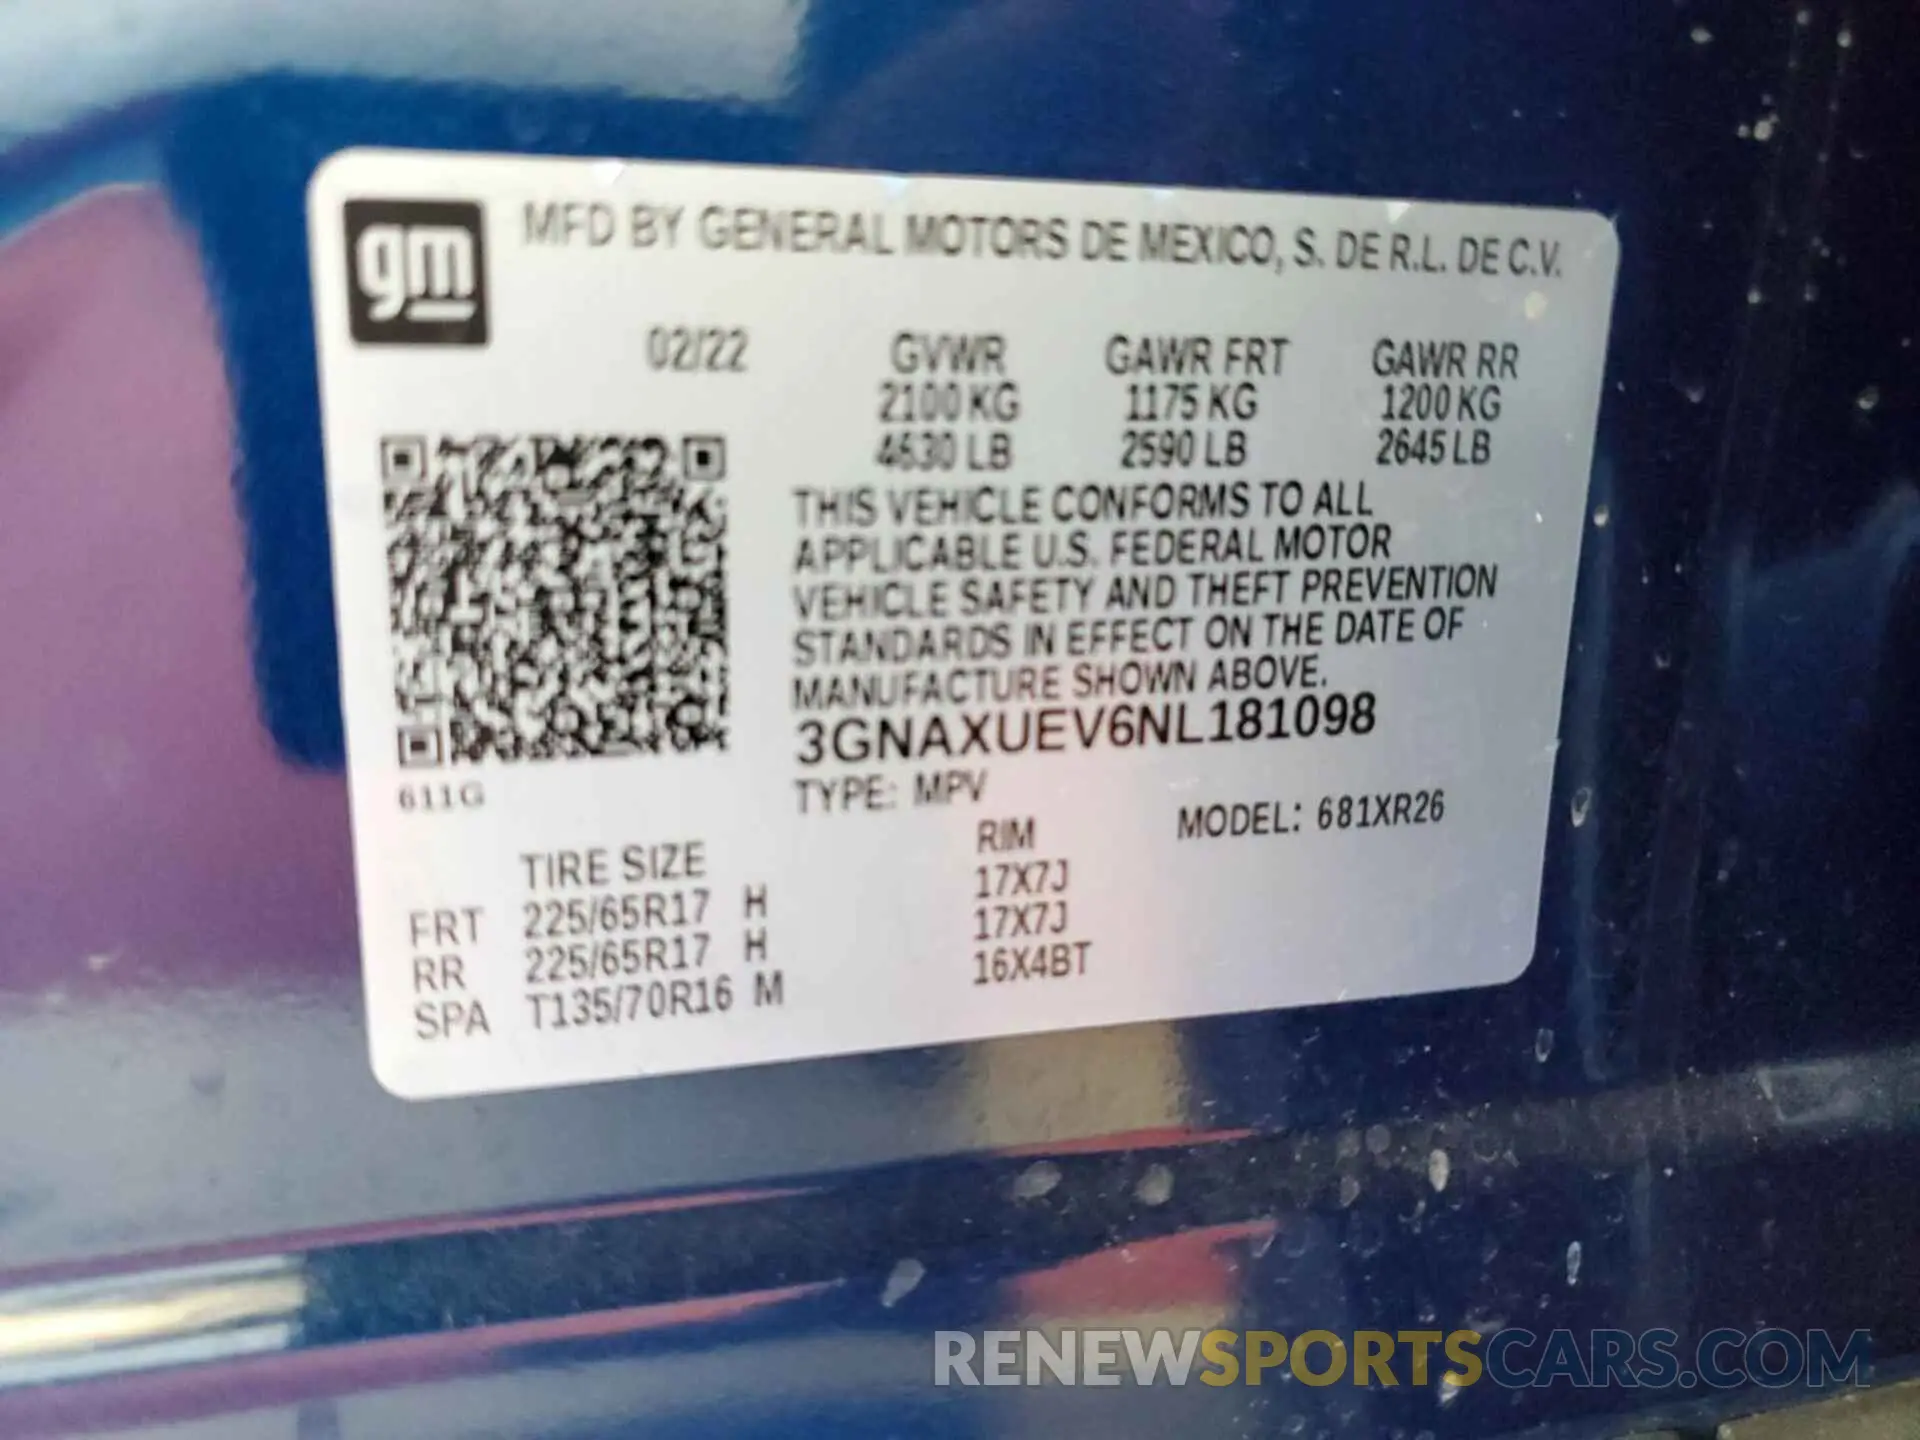 gm
MFD BY GENERAL MOTORS DE MEXICO, S. DE R.L. DE C.V.
02/22 GVWR GAWR FRT GAWR RR
2100 KG 1175 KG 1200 KG
4630 LB 2590 LB 2645 LB
THIS VEHICLE CONFORMS TO ALL
APPLICABLE U.S. FEDERAL MOTOR
VEHICLE SAFETY AND THEFT PREVENTION
STANDARDS IN EFFECT ON THE DATE OF
MANUFACTURE SHOWN ABOVE.
3GNAXUEV6NL181098
611G
TYPE: MPV MODEL: 681XR26
TIRE SIZE RIM
FRT 225/65R17 H 17X7J
RR 225/65R17 H 17X7J
SPA T135/70R16 M 16X4BT
RENEWSPORTSCARS.COM